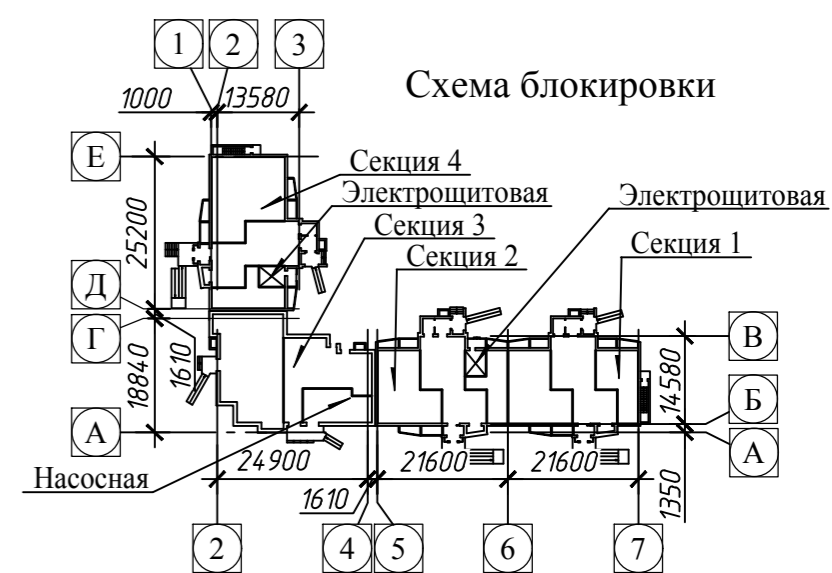 1 2 3
Схема блокировки
1000 13580
Е
Секция 4
Электрощитовая
Электрощитовая
Секция 3
Секция 1
Секция 2
25200
Д
Г
В
1610
18840
14580
Б
А
А
24900 21600 21600
Насосная
1610
1350
2 4 5 6 7